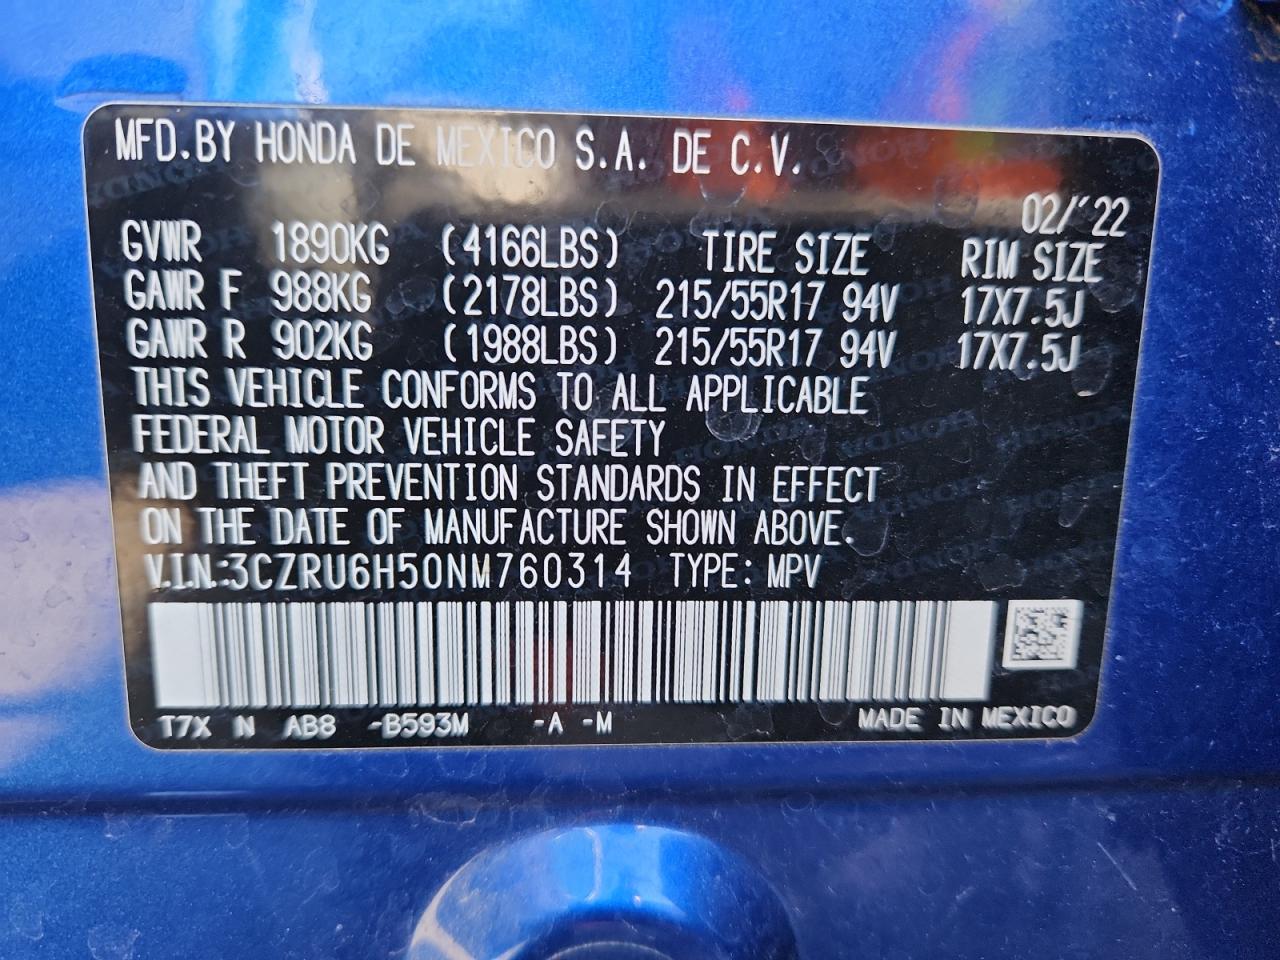 MFD.BY HONDA DE MEXICO S.A. DE C.V.
02/'22
GVWR 1890KG (4166LBS) TIRE SIZE RIM SIZE
GAWR F 988KG (2178LBS) 215/55R17 94V 17X7.5J
GAWR R 902KG (1988LBS) 215/55R17 94V 17X7.5J
THIS VEHICLE CONFORMS TO ALL APPLICABLE
FEDERAL MOTOR VEHICLE SAFETY
AND THEFT PREVENTION STANDARDS IN EFFECT
ON THE DATE OF MANUFACTURE SHOWN ABOVE.
V.I.N.:3CZRU6H50NM760314 TYPE: MPV
T7X N AB8 -B593M -A -M MADE IN MEXICO